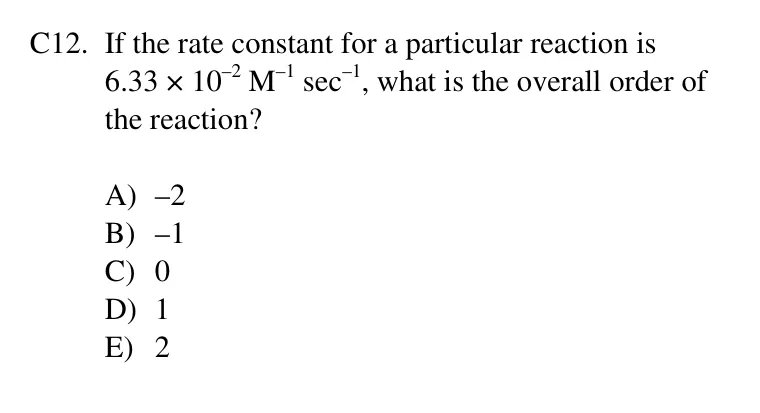 C12. If the rate constant for a particular reaction is
6.33 × 10⁻² M⁻¹ sec⁻¹, what is the overall order of
the reaction?
A) –2
B) –1
C) 0
D) 1
E) 2